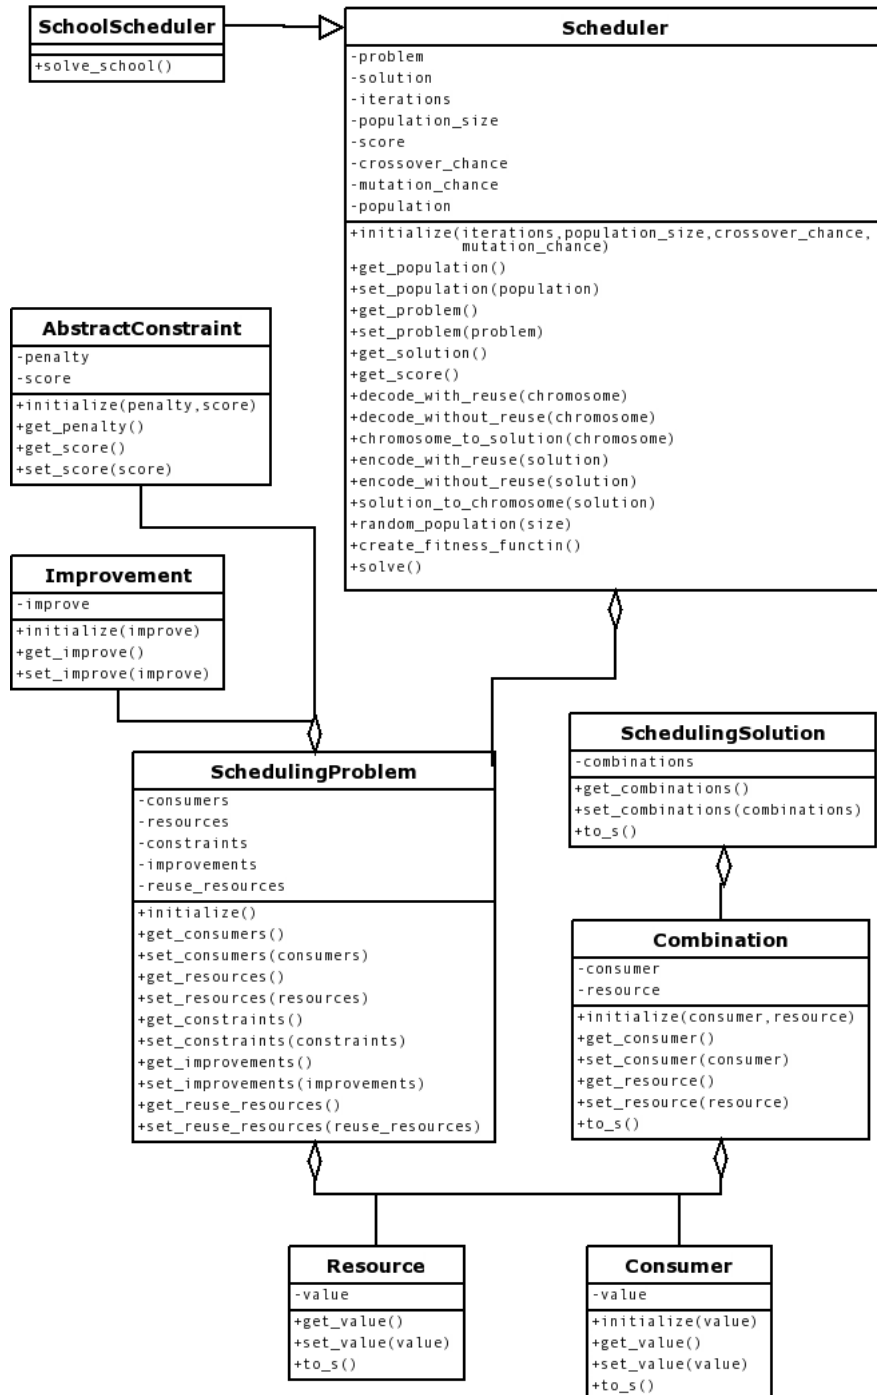 SchoolScheduler
+solve_school()
Scheduler
-problem
-solution
-iterations
-population_size
-score
-crossover_chance
-mutation_chance
-population
+initialize(iterations,population_size,crossover_chance,
mutation_chance)
+get_population()
+set_population(population)
+get_problem()
+set_problem(problem)
+get_solution()
+get_score()
+decode_with_reuse(chromosome)
+decode_without_reuse(chromosome)
+chromosome_to_solution(chromosome)
+encode_with_reuse(solution)
+encode_without_reuse(solution)
+solution_to_chromosome(solution)
+random_population(size)
+create_fitness_functin()
+solve()
AbstractConstraint
-penalty
-score
+initialize(penalty,score)
+get_penalty()
+get_score()
+set_score(score)
Improvement
-improve
+initialize(improve)
+get_improve()
+set_improve(improve)
SchedulingProblem
-consumers
-resources
-constraints
-improvements
-reuse_resources
+initialize()
+get_consumers()
+set_consumers(consumers)
+get_resources()
+set_resources(resources)
+get_constraints()
+set_constraints(constraints)
+get_improvements()
+set_improvements(improvements)
+get_reuse_resources()
+set_reuse_resources(reuse_resources)
SchedulingSolution
-combinations
+get_combinations()
+set_combinations(combinations)
+to_s()
Combination
-consumer
-resource
+initialize(consumer,resource)
+get_consumer()
+set_consumer(consumer)
+get_resource()
+set_resource(resource)
+to_s()
Resource
-value
+get_value()
+set_value(value)
+to_s()
Consumer
-value
+initialize(value)
+get_value()
+set_value(value)
+to_s()